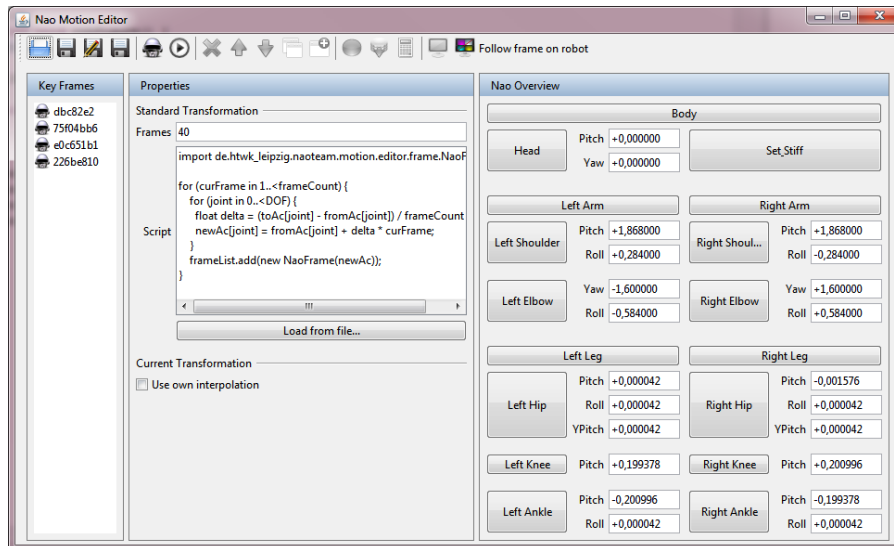 Nao Motion Editor
Follow frame on robot
Key Frames
dbc82e2
75f04bb6
e0c651b1
226be810
Properties
Standard Transformation
Frames 40
Script
import de.htwk_leipzig.naoteam.motion.editor.frame.NaoF
for (curFrame in 1..<frameCount) {
for (joint in 0..<DOF) {
float delta = (toAc[joint] - fromAc[joint]) / frameCount
newAc[joint] = fromAc[joint] + delta * curFrame;
}
frameList.add(new NaoFrame(newAc));
}
Load from file...
Current Transformation
Use own interpolation
Nao Overview
Body
Head Pitch +0,000000 Set_Stiff
Yaw +0,000000
Left Arm Right Arm
Left Shoulder Pitch +1,868000 Right Shoul... Pitch +1,868000
Roll +0,284000 Roll -0,284000
Left Elbow Yaw -1,600000 Right Elbow Yaw +1,600000
Roll -0,584000 Roll +0,584000
Left Leg Right Leg
Left Hip Pitch +0,000042 Right Hip Pitch -0,001576
Roll +0,000042 Roll +0,000042
YPitch +0,000042 YPitch +0,000042
Left Knee Pitch +0,199378 Right Knee Pitch +0,200996
Left Ankle Pitch -0,200996 Right Ankle Pitch -0,199378
Roll +0,000042 Roll +0,000042